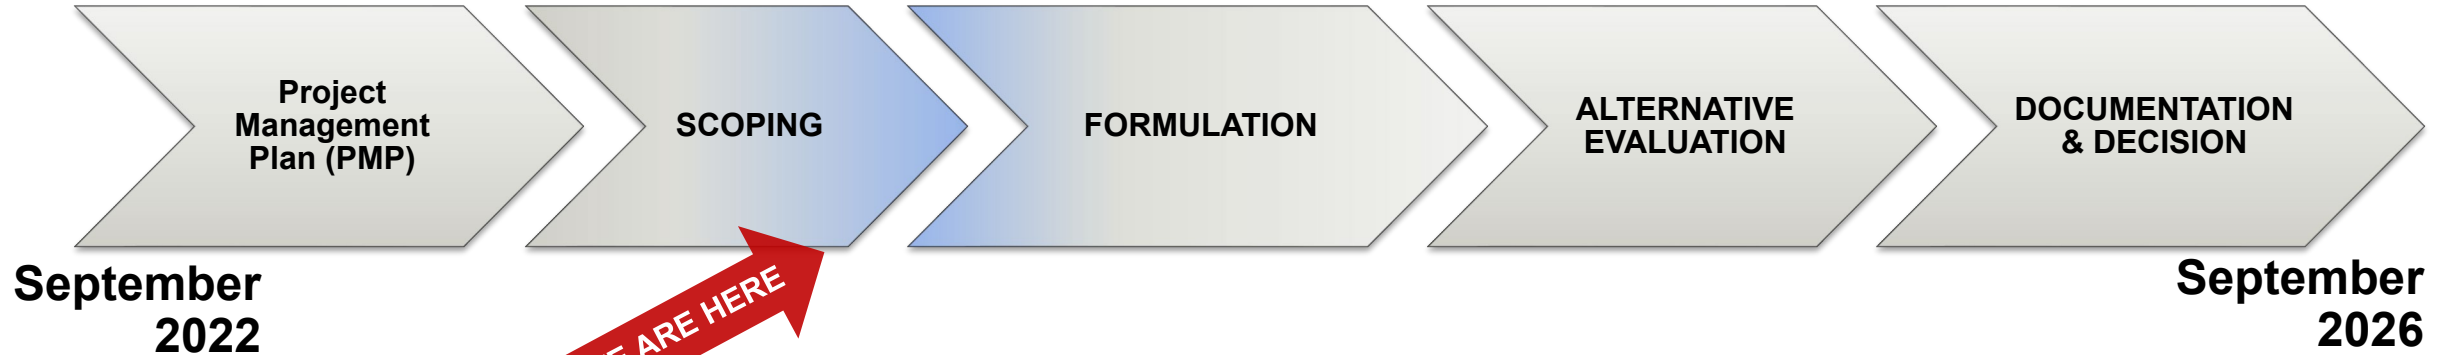 Project
Management
Plan (PMP)
SCOPING
FORMULATION
ALTERNATIVE
EVALUATION
DOCUMENTATION
& DECISION
ARE HERE
September
2022
September
2026